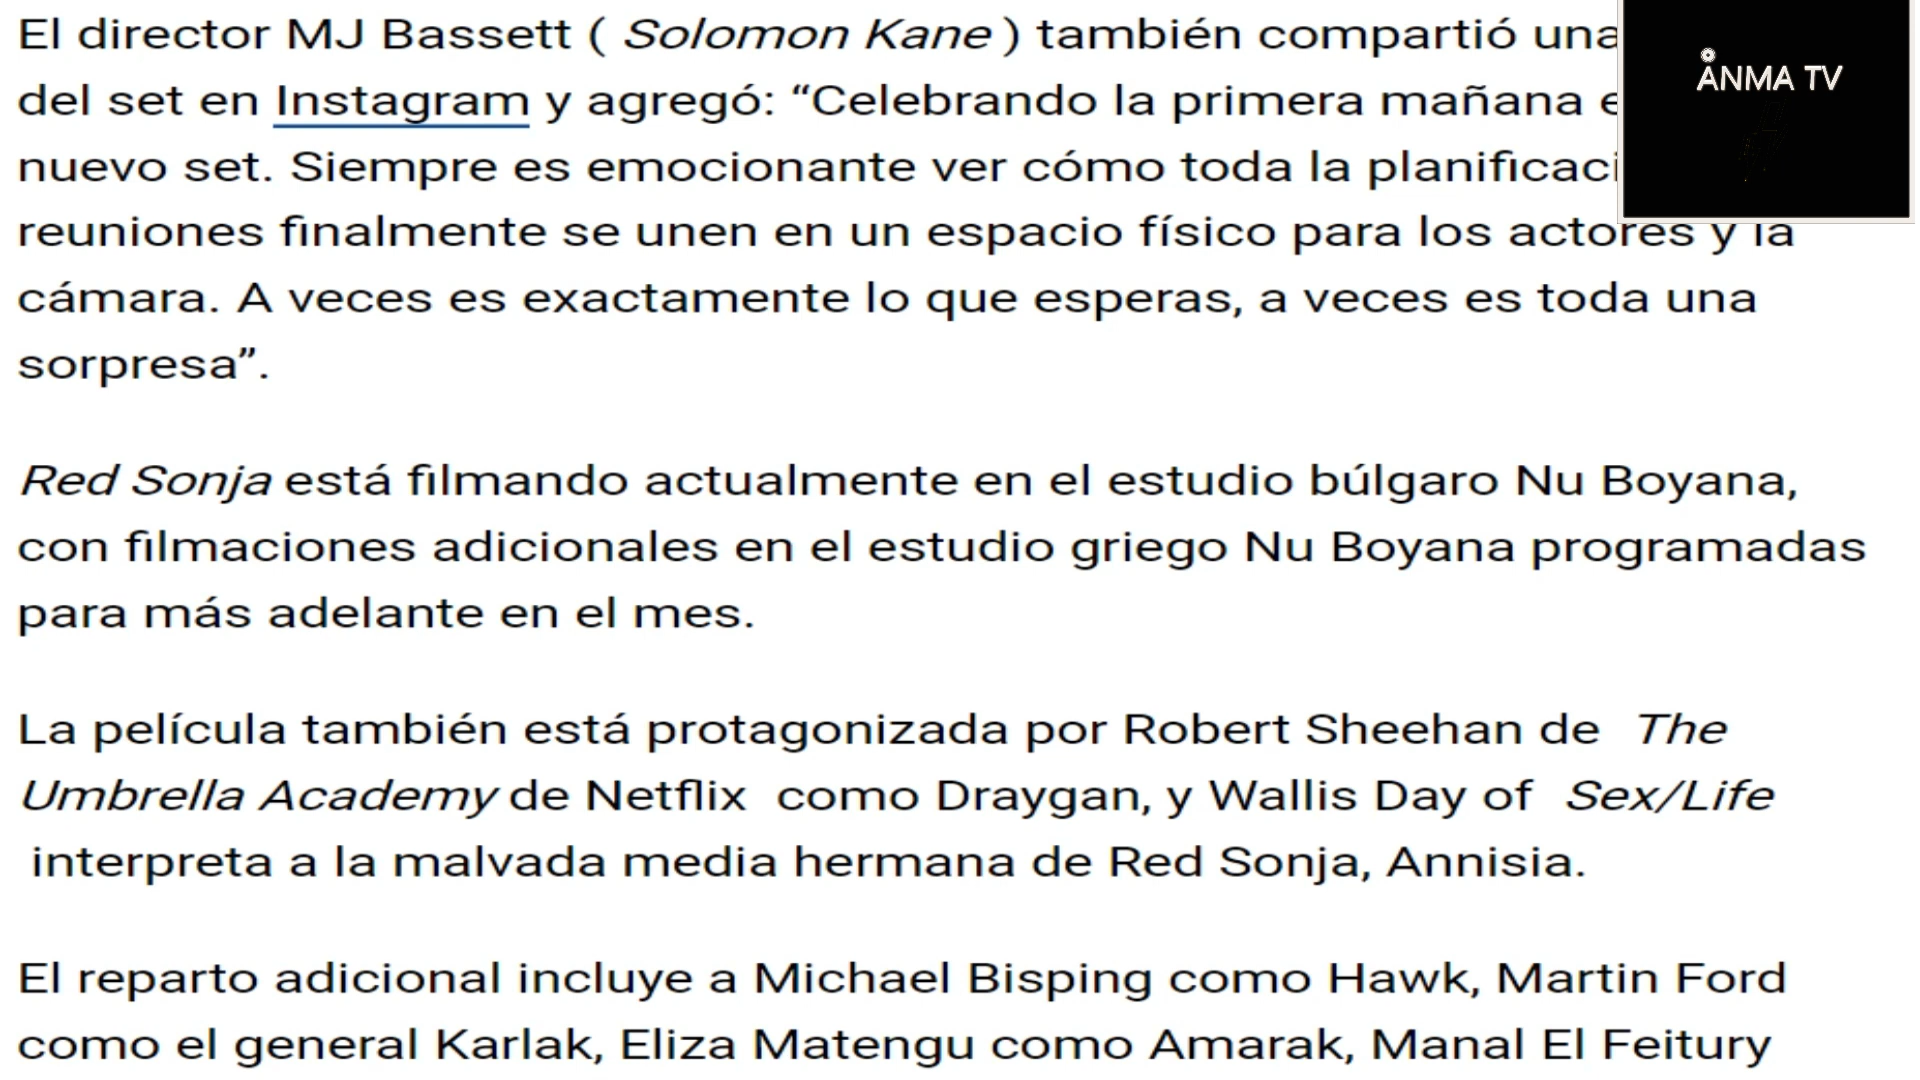 El director MJ Bassett ( Solomon Kane ) también compartió una
del set en Instagram y agregó: “Celebrando la primera mañana
nuevo set. Siempre es emocionante ver cómo toda la
reuniones finalmente se unen en un espacio físico para los actores y la
cámara. A veces es exactamente lo que esperas, a veces es toda una
sorpresa”.
Red Sonja está filmando actualmente en el estudio búlgaro Nu Boyana,
con filmaciones adicionales en el estudio griego Nu Boyana programadas
para más adelante en el mes.
La película también está protagonizada por Robert Sheehan de The
Umbrella Academy de Netflix como Draygan, y Wallis Day of Sex/Life
interpreta a la malvada media hermana de Red Sonja, Annisia.
El reparto adicional incluye a Michael Bisping como Hawk, Martin Ford
como el general Karlak, Eliza Matengu como Amarak, Manal El Feitury
ANMA TV